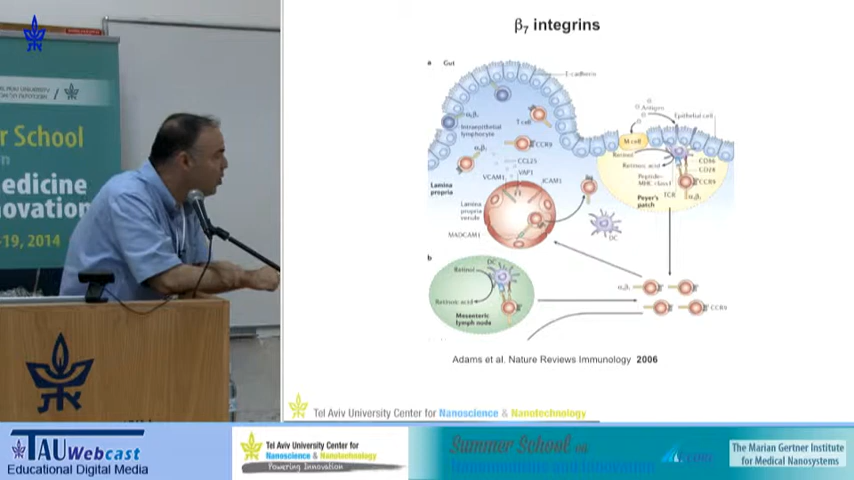 r School
edicine
novation
-19, 2014
β7 integrins
a Gut
E-cadherin
Antigen
Epithelial cell
T cell
Intraepithelial
lymphocyte
CCR9
M cell
Retinol
Retinoic acid
CD86
CD28
Peptide–
MHC class I
CCR9
TCR
Peyer's
patch
CCL25
VCAM1
VAP1
ICAM1
Lamina
propria
Lamina
propria
venule
MADCAM1
DC
b
DC
Retinol
Retinoic acid
Mesenteric
lymph node
α4β7
CCR9
Adams et al. Nature Reviews Immunology 2006
Tel Aviv University Center for Nanoscience & Nanotechnology
TAU Webcast
Educational Digital Media
Tel Aviv University Center for
Nanoscience & Nanotechnology
Powering Innovation
Summer School on
Nanomedicine and Innovation
The Marian Gertner Institute
for Medical Nanosystems